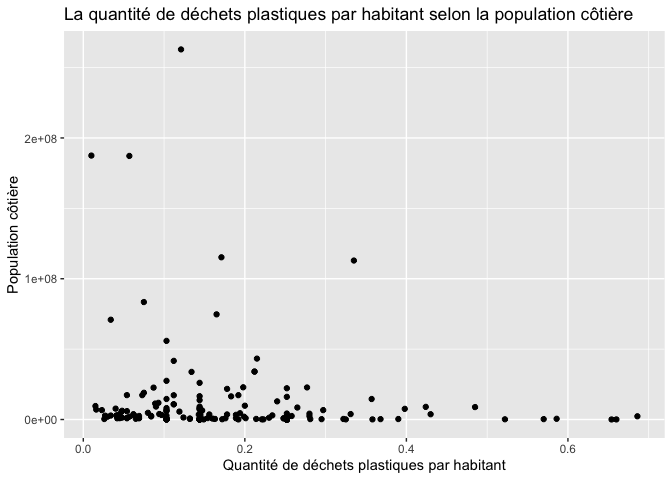 La quantité de déchets plastiques par habitant selon la population côtière
2e+08
1e+08
0e+00
Population côtière
0.0 0.2 0.4 0.6
Quantité de déchets plastiques par habitant